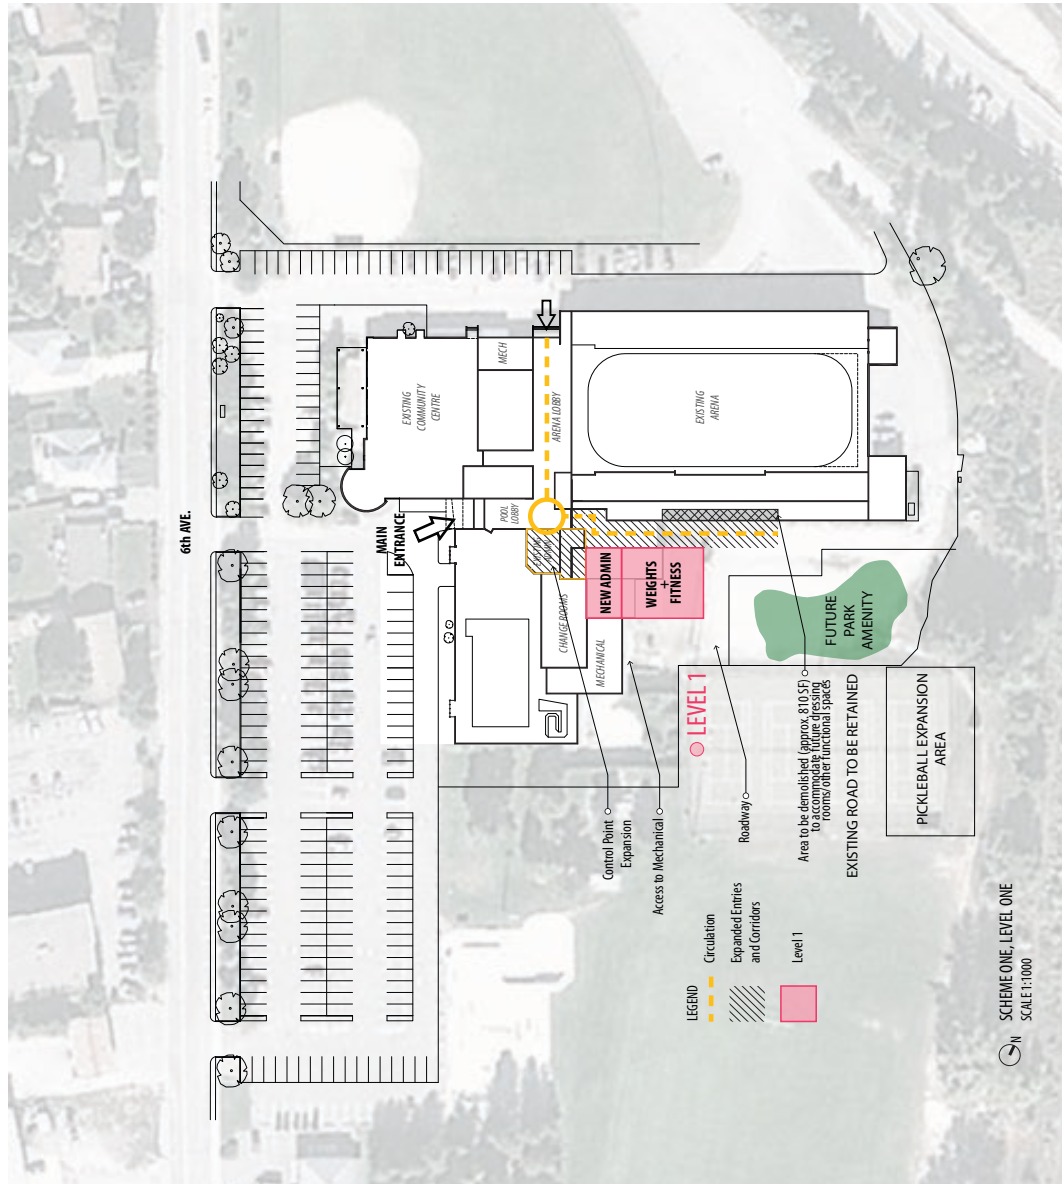 6th AVE.
MAIN
ENTRANCE
EXISTING
COMMUNITY
CENTRE
MECH
POOL
LOBBY
ARENA LOBBY
EXISTING
ARENA
EXISTING
CHANGE ROOMS
MECHANICAL
NEW ADMIN
WEIGHTS
+
FITNESS
LEVEL 1
FUTURE
PARK
AMENITY
Control Point
Expansion
Access to Mechanical
Roadway
Area to be demolished (approx. 810 SF)
to accommodate future dressing
rooms/other functional spaces
EXISTING ROAD TO BE RETAINED
PICKLEBALL EXPANSION
AREA
LEGEND
Circulation
Expanded Entries
and Corridors
Level 1
N
SCHEME ONE, LEVEL ONE
SCALE 1:1000